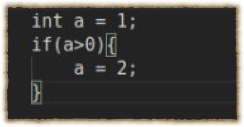 int a = 1;
if(a>0){
    a = 2;
}